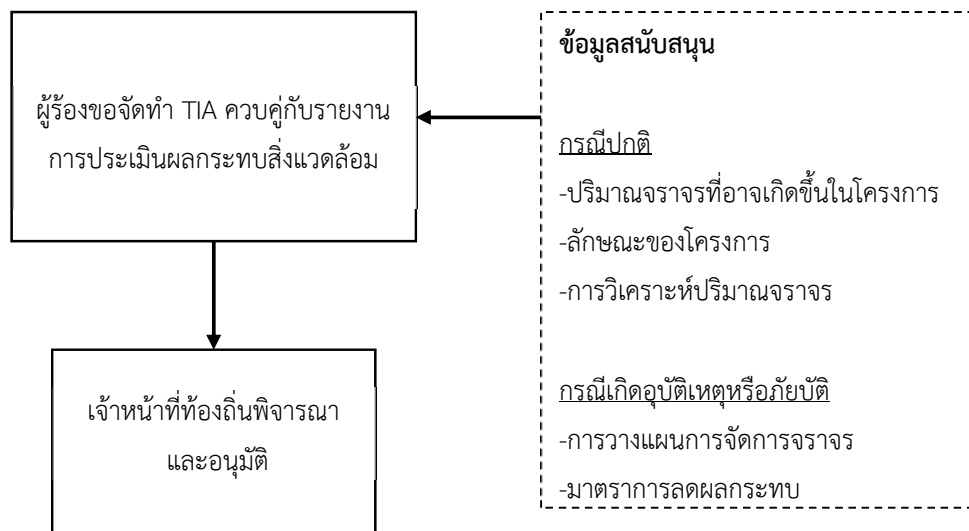 ผู้ร้องขอจัดทำ TIA ควบคู่กับรายงาน
การประเมินผลกระทบสิ่งแวดล้อม
เจ้าหน้าที่ท้องถิ่นพิจารณา
และอนุมัติ
ข้อมูลสนับสนุน
กรณีปกติ
-ปริมาณจราจรที่อาจเกิดขึ้นในโครงการ
-ลักษณะของโครงการ
-การวิเคราะห์ปริมาณจราจร
กรณีเกิดอุบัติเหตุหรือภัยบัติ
-การวางแผนการจัดการจราจร
-มาตราการลดผลกระทบ